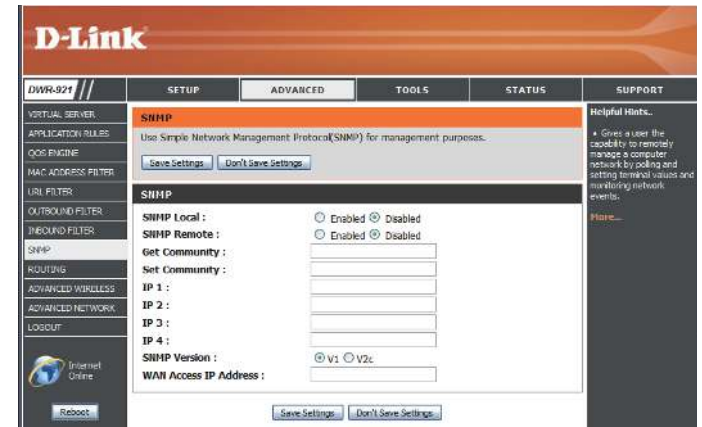 D-Link
DWR-921
SETUP
ADVANCED
TOOLS
STATUS
SUPPORT
VIRTUAL SERVER
APPLICATION RULES
QOS ENGINE
MAC ADDRESS FILTER
URL FILTER
OUTBOUND FILTER
INBOUND FILTER
SNMP
ROUTING
ADVANCED WIRELESS
ADVANCED NETWORK
LOGOUT
Internet
Online
Reboot
SNMP
Use Simple Network Management Protocol(SNMP) for management purposes.
Save Settings Don't Save Settings
SNMP
SNMP Local : Enabled Disabled
SNMP Remote : Enabled Disabled
Get Community :
Set Community :
IP 1 :
IP 2 :
IP 3 :
IP 4 :
SNMP Version : V1 V2c
WAN Access IP Address :
Save Settings Don't Save Settings
Helpful Hints..
• Gives a user the
capability to remotely
manage a computer
network by polling and
setting terminal values and
monitoring network
events.
More...